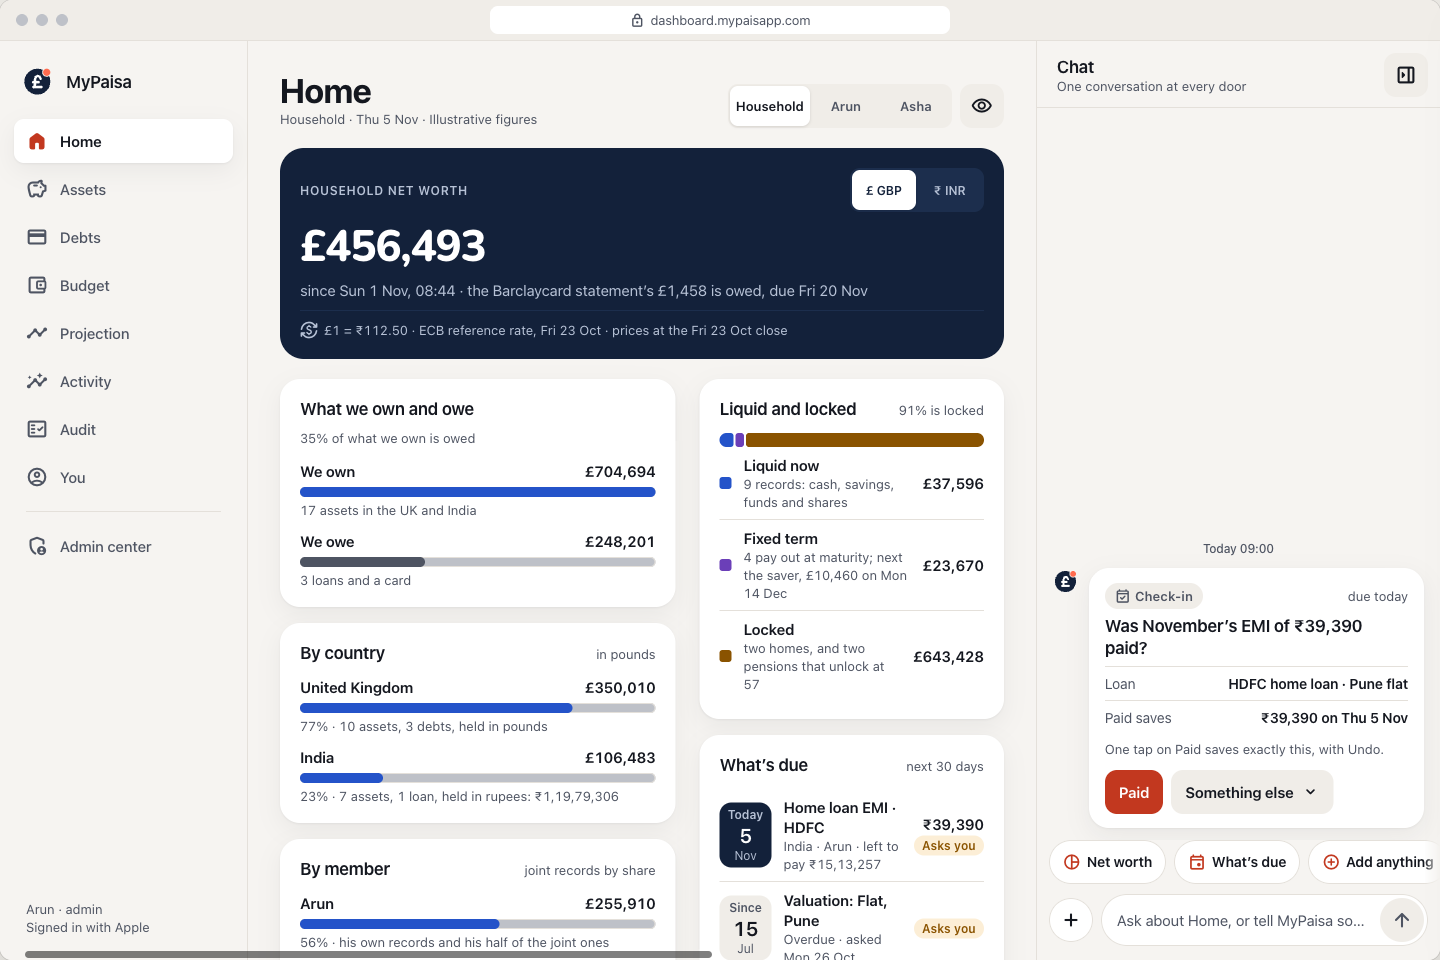 dashboard.mypaisapp.com
£ MyPaisa
Home
Assets
Debts
Budget
Projection
Activity
Audit
You
Admin center
Arun · admin
Signed in with Apple
Home
Household · Thu 5 Nov · Illustrative figures
Household Arun Asha
HOUSEHOLD NET WORTH
£ GBP ₹ INR
£456,493
since Sun 1 Nov, 08:44 · the Barclaycard statement’s £1,458 is owed, due Fri 20 Nov
£1 = ₹112.50 · ECB reference rate, Fri 23 Oct · prices at the Fri 23 Oct close
What we own and owe
35% of what we own is owed
We own £704,694
17 assets in the UK and India
We owe £248,201
3 loans and a card
By country in pounds
United Kingdom £350,010
77% · 10 assets, 3 debts, held in pounds
India £106,483
23% · 7 assets, 1 loan, held in rupees: ₹1,19,79,306
By member joint records by share
Arun £255,910
56% · his own records and his half of the joint ones
Liquid and locked 91% is locked
Liquid now
9 records: cash, savings,
funds and shares
£37,596
Fixed term
4 pay out at maturity; next
the saver, £10,460 on Mon
14 Dec
£23,670
Locked
two homes, and two
pensions that unlock at
57
£643,428
What’s due next 30 days
Today
5
Nov
Home loan EMI ·
HDFC
India · Arun · left to
pay ₹15,13,257
₹39,390
Asks you
Since
15
Jul
Valuation: Flat,
Pune
Overdue · asked
Mon 26 Oct
Asks you
Chat
One conversation at every door
Today 09:00
£
Check-in due today
Was November’s EMI of ₹39,390
paid?
Loan HDFC home loan · Pune flat
Paid saves ₹39,390 on Thu 5 Nov
One tap on Paid saves exactly this, with Undo.
Paid Something else
Net worth What’s due Add anything
Ask about Home, or tell MyPaisa so...